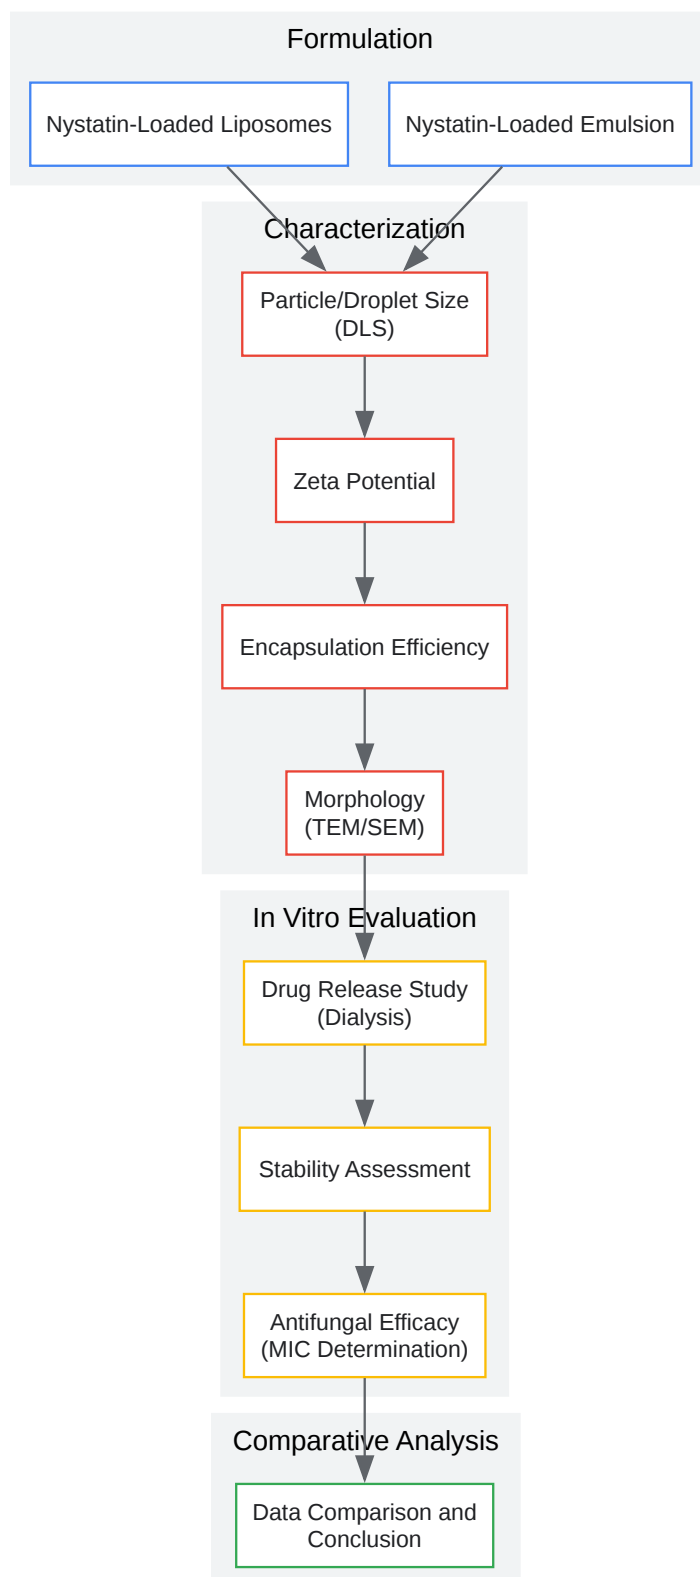 Formulation
Nystatin-Loaded Liposomes
Nystatin-Loaded Emulsion
Characterization
Particle/Droplet Size
(DLS)
Zeta Potential
Encapsulation Efficiency
Morphology
(TEM/SEM)
In Vitro Evaluation
Drug Release Study
(Dialysis)
Stability Assessment
Antifungal Efficacy
(MIC Determination)
Comparative Analysis
Data Comparison and
Conclusion